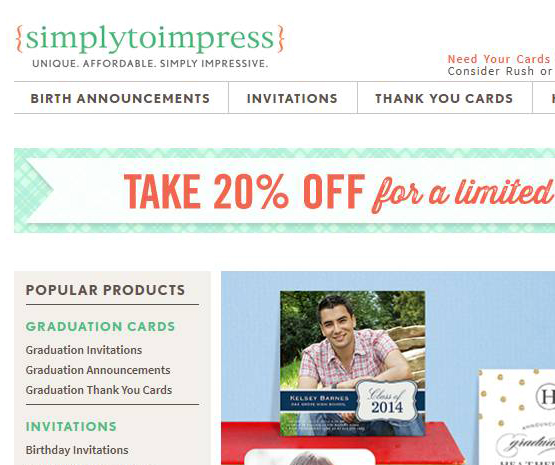 {simplytoimpress}
UNIQUE. AFFORDABLE. SIMPLY IMPRESSIVE.
Need Your Cards
Consider Rush or
BIRTH ANNOUNCEMENTS
INVITATIONS
THANK YOU CARDS
TAKE 20% OFF for a limited
POPULAR PRODUCTS
GRADUATION CARDS
Graduation Invitations
Graduation Announcements
Graduation Thank You Cards
INVITATIONS
Birthday Invitations
KELSEY BARNES
Class of
2014
H